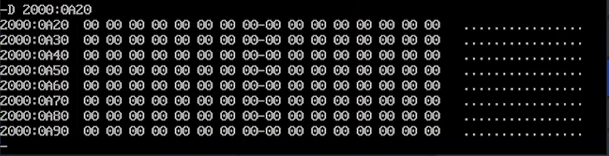 -D 2000:0A20
2000:0A20  00 00 00 00 00 00 00 00-00 00 00 00 00 00 00 00   ................
2000:0A30  00 00 00 00 00 00 00 00-00 00 00 00 00 00 00 00   ................
2000:0A40  00 00 00 00 00 00 00 00-00 00 00 00 00 00 00 00   ................
2000:0A50  00 00 00 00 00 00 00 00-00 00 00 00 00 00 00 00   ................
2000:0A60  00 00 00 00 00 00 00 00-00 00 00 00 00 00 00 00   ................
2000:0A70  00 00 00 00 00 00 00 00-00 00 00 00 00 00 00 00   ................
2000:0A80  00 00 00 00 00 00 00 00-00 00 00 00 00 00 00 00   ................
2000:0A90  00 00 00 00 00 00 00 00-00 00 00 00 00 00 00 00   ................
-